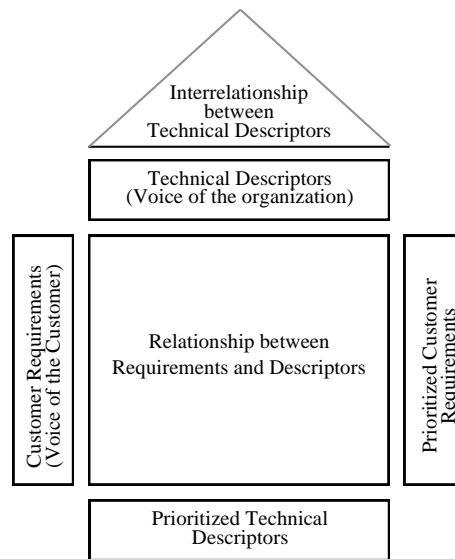 Interrelationship
between
Technical Descriptors
Technical Descriptors
(Voice of the organization)
Customer Requirements
(Voice of the Customer)
Relationship between
Requirements and Descriptors
Prioritized Customer
Requirements
Prioritized Technical
Descriptors